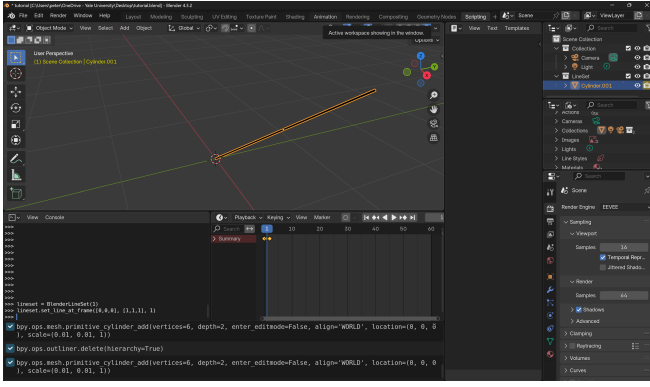 * tutorial [C:\Users\peter\OneDrive - Yale University\Desktop\tutorial.blend] - Blender 4.3.2
File Edit Render Window Help Layout Modeling Sculpting UV Editing Texture Paint Shading Animation Rendering Compositing Geometry Nodes Scripting + Scene ViewLayer
Object Mode View Select Add Object Global View Text Templates
Active workspace showing in the window.
Options
User Perspective
(1) Scene Collection | Cylinder.001
Z
X
Search
Scene Collection
Collection
Camera
Light
LineSet
Cylinder.001
Search
Actions
Cameras
Collections
Images
Lights
Line Styles
Materials
Search
Scene
Render Engine EEVEE
Sampling
Viewport
Samples 16
Temporal Repr...
Jittered Shado...
Render
Samples 64
Shadows
Advanced
Clamping
Raytracing
Volumes
Curves
View Console
>>>
>>>
>>>
>>>
>>>
>>>
>>>
>>>
>>>
>>> lineset = BlenderLineSet(1)
>>> lineset.set_line_at_frame([0,0,0], [1,1,1], 1)
>>>
Playback Keying View Marker 1
Search 1 10 20 30 40 50 60
Summary
bpy.ops.mesh.primitive_cylinder_add(vertices=6, depth=2, enter_editmode=False, align='WORLD', location=(0, 0, 0
), scale=(0.01, 0.01, 1))
bpy.ops.outliner.delete(hierarchy=True)
bpy.ops.mesh.primitive_cylinder_add(vertices=6, depth=2, enter_editmode=False, align='WORLD', location=(0, 0, 0
), scale=(0.01, 0.01, 1))